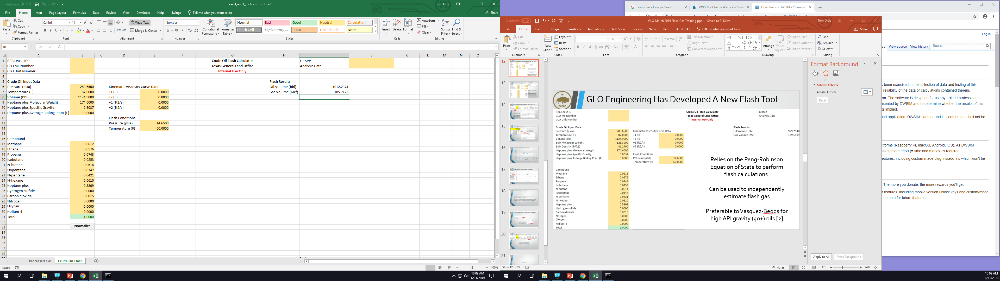 AutoSave Off
excel_audit_tools.xlsm - Excel
Tom Ortiz
File Home Insert Page Layout Formulas Data Review View Developer Help xlwings Tell me what you want to do Share
Paste Cut Copy Format Painter
Calibri 11
Wrap Text
Merge & Center
Number
Conditional Formatting Format as Table
Normal Bad Good Neutral Calculation
Check Cell Explanatory ... Input Linked Cell Note
Insert Delete Format
AutoSum Fill Clear
Sort & Filter Find & Select
Clipboard Font Alignment Number Styles Cells Editing
I8
A B C D E F G H I J K L M N O
1 RRC Lease ID Crude Oil Flash Calculator Lessee
2 GLO MF Number Texas General Land Office Analysis Date
3 GLO Unit Number Internal Use Only
4
5 Crude Oil Input Data Flash Results
6 Pressure (psia) 289.6500 Kinematic Viscosity Curve Data Oil Volume (bbl) 1012.2374
7 Temperature (F) 87.0000 T1 (F) 0.0000 Gas Volume (Mcf) 185.7122
8 Volume (bbl) 1124.9000 T2 (F) 0.0000
9 Heptane plus Molecular Weight 174.6000 v1 (ft2/s) 0.0000
10 Heptane plus Specific Gravity 0.8037 v2 (ft2/s) 0.0000
11 Heptane plus Average Boiling Point (F) 0.0000
12 Flash Conditions
13 Pressure (psia) 14.6500
14 Temperature (F) 60.0000
15
16 Compound
17 Methane 0.0612
18 Ethane 0.0576
19 Propane 0.0743
20 Isobutane 0.0253
21 N-butane 0.0614
22 Isopentane 0.0347
23 N-pentane 0.0421
24 N-hexane 0.0610
25 Heptane plus 0.5809
26 Hydrogen sulfide 0.0000
27 Carbon dioxide 0.0015
28 Nitrogen 0.0000
29 Oxygen 0.0000
30 Helium-4 0.0000
31 Total 1.0000
32
33 Normalize
34
35
36
37
38
Processed Gas Crude Oil Flash
Ready 100%
10:09 AM
6/11/2019
computer - Google Search
DWSIM - Chemical Process Simu
Downloads - DWSIM - Chemical
AutoSave Off
GLO March 2019 Flash Gas Training.pptx - Saved to T: Drive
Tom Ortiz
File Home Insert Design Transitions Animations Slide Show Review View Help ACROBAT Tell me what you want to do Share
Paste Cut Copy Format Painter
New Slide Layout Reset Section
36
Text Direction
Align Text
Convert to SmartArt
Arrange Quick Styles
Shape Fill
Shape Outline
Shape Effects
Find
Replace
Select
Clipboard Slides Font Paragraph Drawing Editing
12
13
14
15
16
17
18
19
20
21
TXGLO
GLO Engineering Has Developed A New Flash Tool
RRC Lease ID Crude Oil Flash Calculator Lessee
GLO MF Number Texas General Land Office Analysis Date
GLO Unit Number Internal Use Only
Crude Oil Input Data Flash Results
Pressure (psia) 289.6500 Kinematic Viscosity Curve Data Oil Volume (bbl) 979.2940
Temperature (F) 87.0000 T1 (F) 0.0000 Gas Volume (Mcf) 179.6199
Volume (bbl) 1124.9000 T2 (F) 0.0000
Bulk Molecular Weight 123.3000 v1 (ft2/s) 0.0000
Bulk Density (lb/ft3) 46.2700 v2 (ft2/s) 0.0000
Heptane plus Molecular Weight 174.6000
Heptane plus Specific Gravity 0.8037 Flash Conditions
Heptane plus Average Boiling Point (F) 0.0000 Pressure (psia) 14.6500
Temperature (F) 60.0000
Compound
Methane 0.0612
Ethane 0.0576
Propane 0.0743
Isobutane 0.0253
N-butane 0.0614
Isopentane 0.0347
N-pentane 0.0421
N-hexane 0.0610
Heptane plus 0.5808
Hydrogen sulfide 0.0000
Carbon dioxide 0.0015
Nitrogen 0.0000
Oxygen 0.0000
Helium-4 0.0000
Total 1.0000
Relies on the Peng-Robinson
Equation of State to perform
flash calculations.
Can be used to independently
estimate flash gas
Preferable to Vasquez-Beggs for
high API gravity (40+) oils [2]
Format Background
Artistic Effects
Artistic Effects
Reset
Apply to All Reset Background
Slide 12 of 22 Notes 74%
Log in
View source View history Search
been exercised in the collection of data and testing of this
reliability of the data or calculations contained therein.
on. The software is designed for use by trained professional
esented by DWSIM and to determine whether the results of this
or implied.
and application. DWSIM's author and its contributors shall not be
atforms (Raspberry Pi, macOS, Android, iOS). As DWSIM
ases, more effort (= time and money) is required.
eatures, including custom-made plug-ins/add-ins which won't be
The more you donate, the more rewards you'll get.
d features, including mobile version unlock keys and custom-made
the path for future features.
10:09 AM
6/11/2019